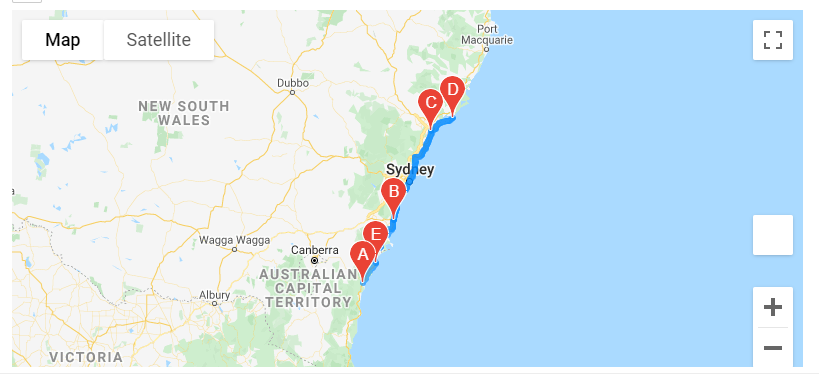 Map
Satellite
Port
Macquarie
Dubbo
D
C
NEW SOUTH
WALES
Sydney
B
E
Wagga Wagga
Canberra
A
AUSTRALIAN
CAPITAL
TERRITORY
Albury
VICTORIA